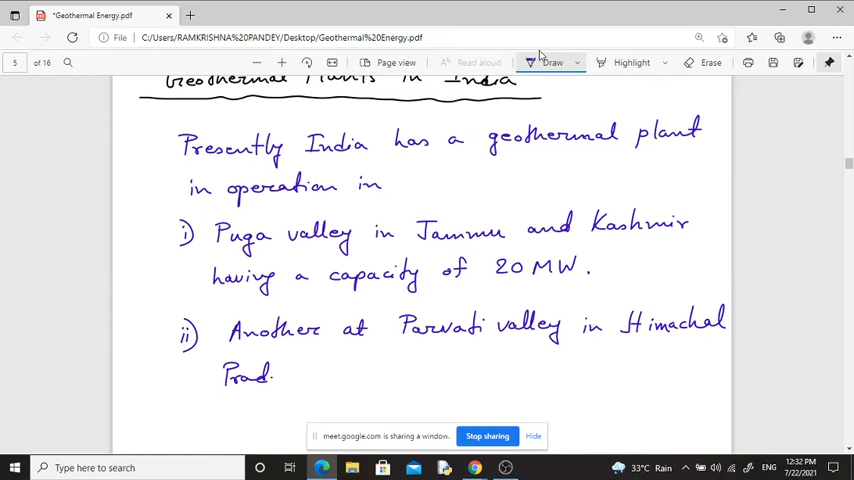 *Geothermal Energy.pdf
File
C:/Users/RAMKRISHNA%20PANDEY/Desktop/Geothermal%20Energy.pdf
5 of 16
Page view
Read aloud
Draw
Highlight
Erase
Geothermal Plants in India
Presently India has a geothermal plant
in operation in
i) Puga valley in Jammu and Kashmir
having a capacity of 20 MW.
ii) Another at Parvati valley in Himachal
Prad.
meet.google.com is sharing a window.
Stop sharing
Hide
Type here to search
33°C Rain
ENG
12:32 PM
7/22/2021